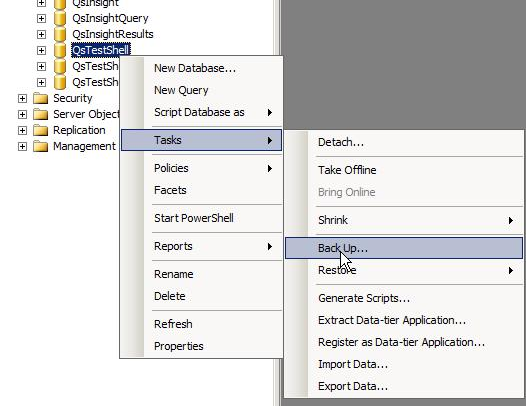 QsInsight
QsInsightQuery
QsInsightResults
QsTestShell
QsTestSh
QsTestSh
Security
Server Object
Replication
Management
New Database...
New Query
Script Database as
Tasks
Policies
Facets
Start PowerShell
Reports
Rename
Delete
Refresh
Properties
Detach...
Take Offline
Bring Online
Shrink
Back Up...
Restore
Generate Scripts...
Extract Data-tier Application...
Register as Data-tier Application...
Import Data...
Export Data...